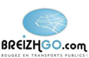 BREIZHGO.com
BOUGEZ EN TRANSPORTS PUBLICS !